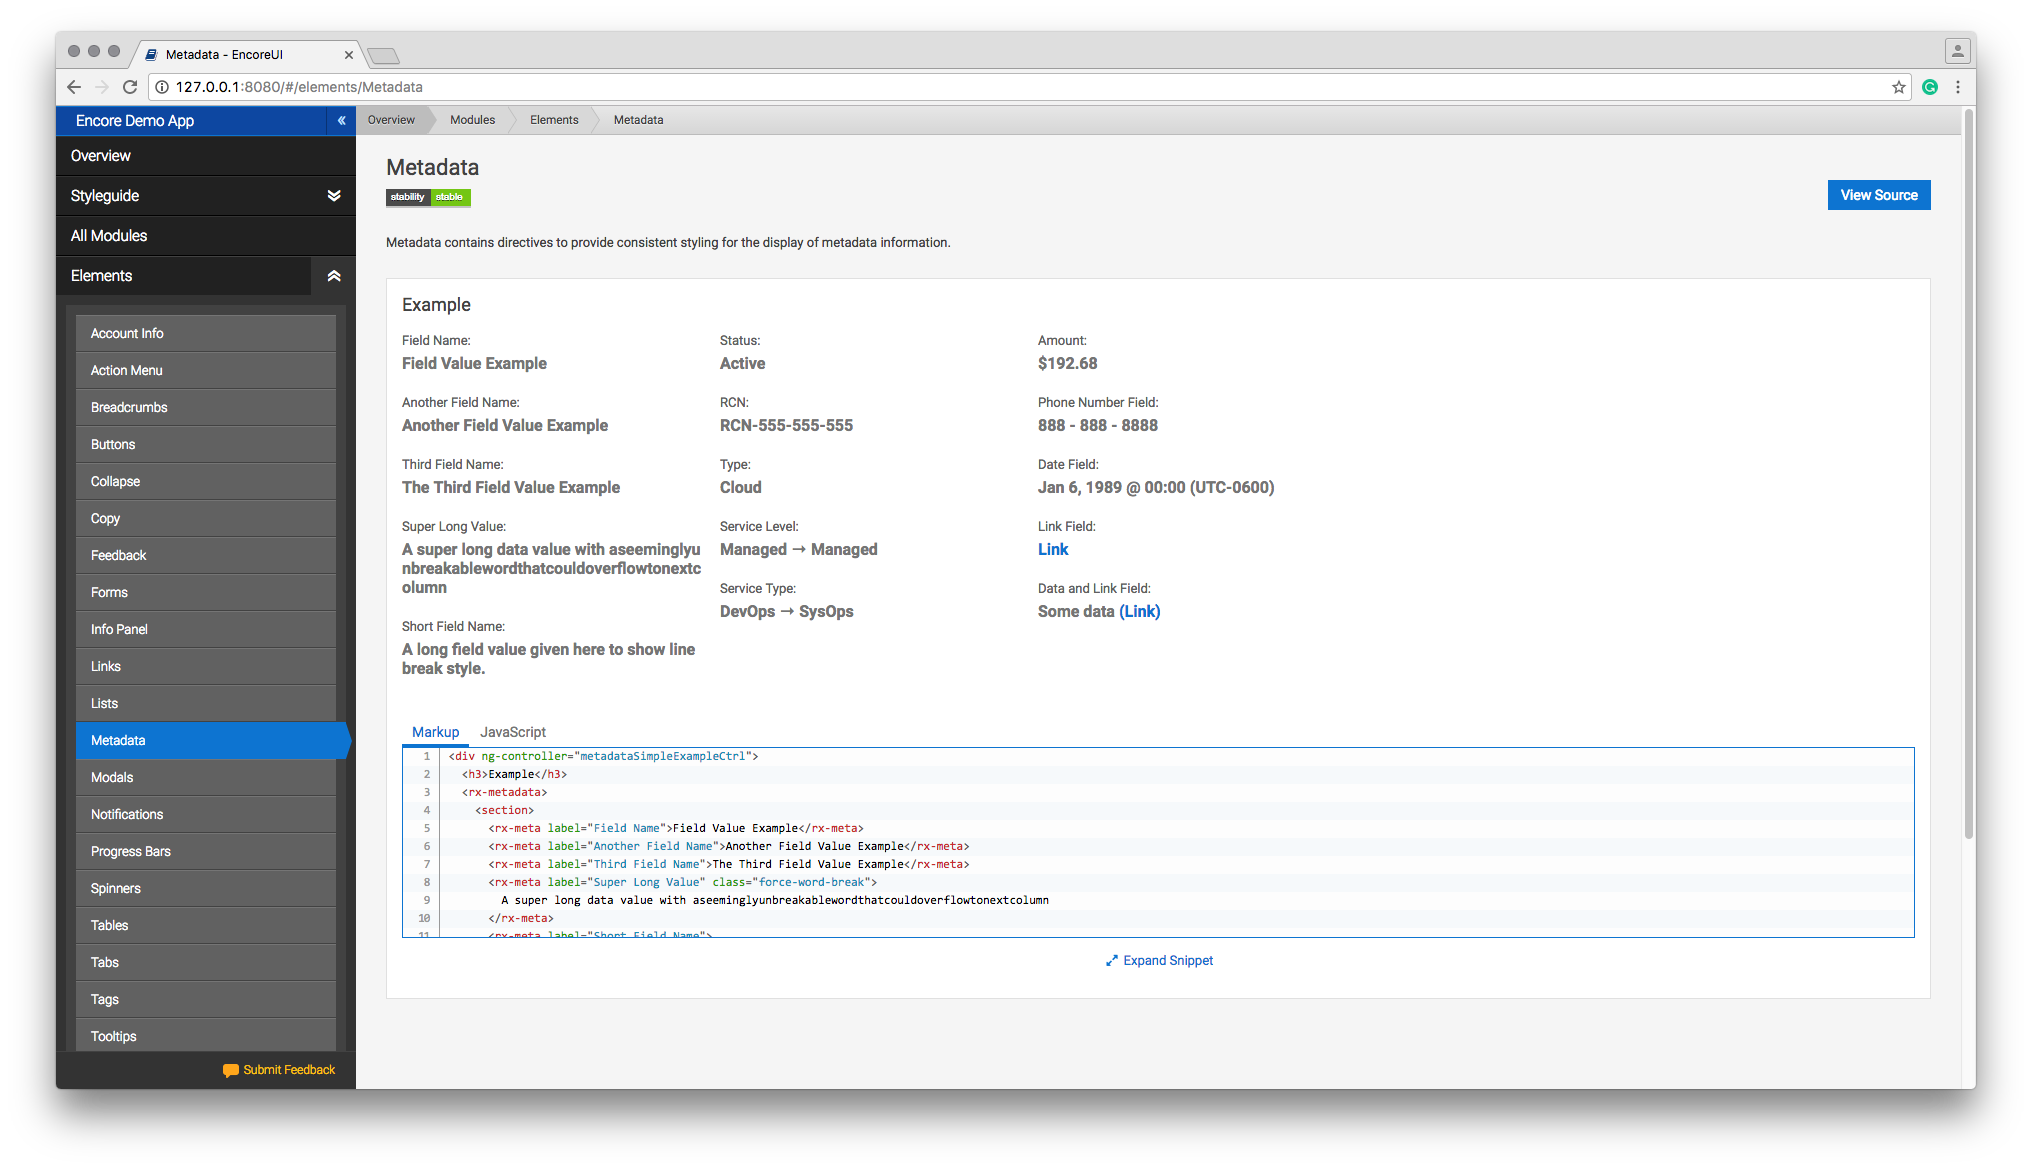 Metadata - EncoreUI
127.0.0.1:8080/#/elements/Metadata
Encore Demo App
«
Overview
Styleguide
All Modules
Elements
Account Info
Action Menu
Breadcrumbs
Buttons
Collapse
Copy
Feedback
Forms
Info Panel
Links
Lists
Metadata
Modals
Notifications
Progress Bars
Spinners
Tables
Tabs
Tags
Tooltips
Submit Feedback
Overview Modules Elements Metadata
Metadata
stability stable
View Source
Metadata contains directives to provide consistent styling for the display of metadata information.
Example
Field Name:
Field Value Example
Another Field Name:
Another Field Value Example
Third Field Name:
The Third Field Value Example
Super Long Value:
A super long data value with aseeminglyu
nbreakablewordthatcouldoverflowtonextc
olumn
Short Field Name:
A long field value given here to show line
break style.
Status:
Active
RCN:
RCN-555-555-555
Type:
Cloud
Service Level:
Managed → Managed
Service Type:
DevOps → SysOps
Amount:
$192.68
Phone Number Field:
888 - 888 - 8888
Date Field:
Jan 6, 1989 @ 00:00 (UTC-0600)
Link Field:
Link
Data and Link Field:
Some data (Link)
Markup JavaScript
1 <div ng-controller="metadataSimpleExampleCtrl">
2 <h3>Example</h3>
3 <rx-metadata>
4 <section>
5 <rx-meta label="Field Name">Field Value Example</rx-meta>
6 <rx-meta label="Another Field Name">Another Field Value Example</rx-meta>
7 <rx-meta label="Third Field Name">The Third Field Value Example</rx-meta>
8 <rx-meta label="Super Long Value" class="force-word-break">
9 A super long data value with aseeminglyunbreakablewordthatcouldoverflowtonextcolumn
10 </rx-meta>
11 <rx-meta label="Short Field Name">
Expand Snippet